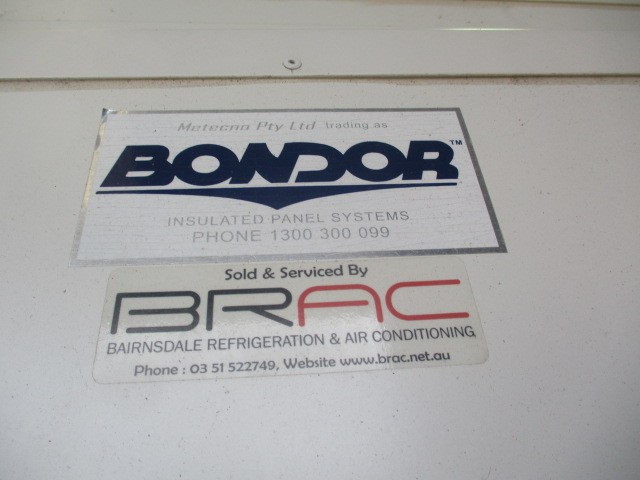 Metecno Pty Ltd trading as
BONDOR™
INSULATED PANEL SYSTEMS
PHONE 1300 300 099
Sold & Serviced By
BRAC
BAIRNSDALE REFRIGERATION & AIR CONDITIONING
Phone : 03 51 522749, Website www.brac.net.au